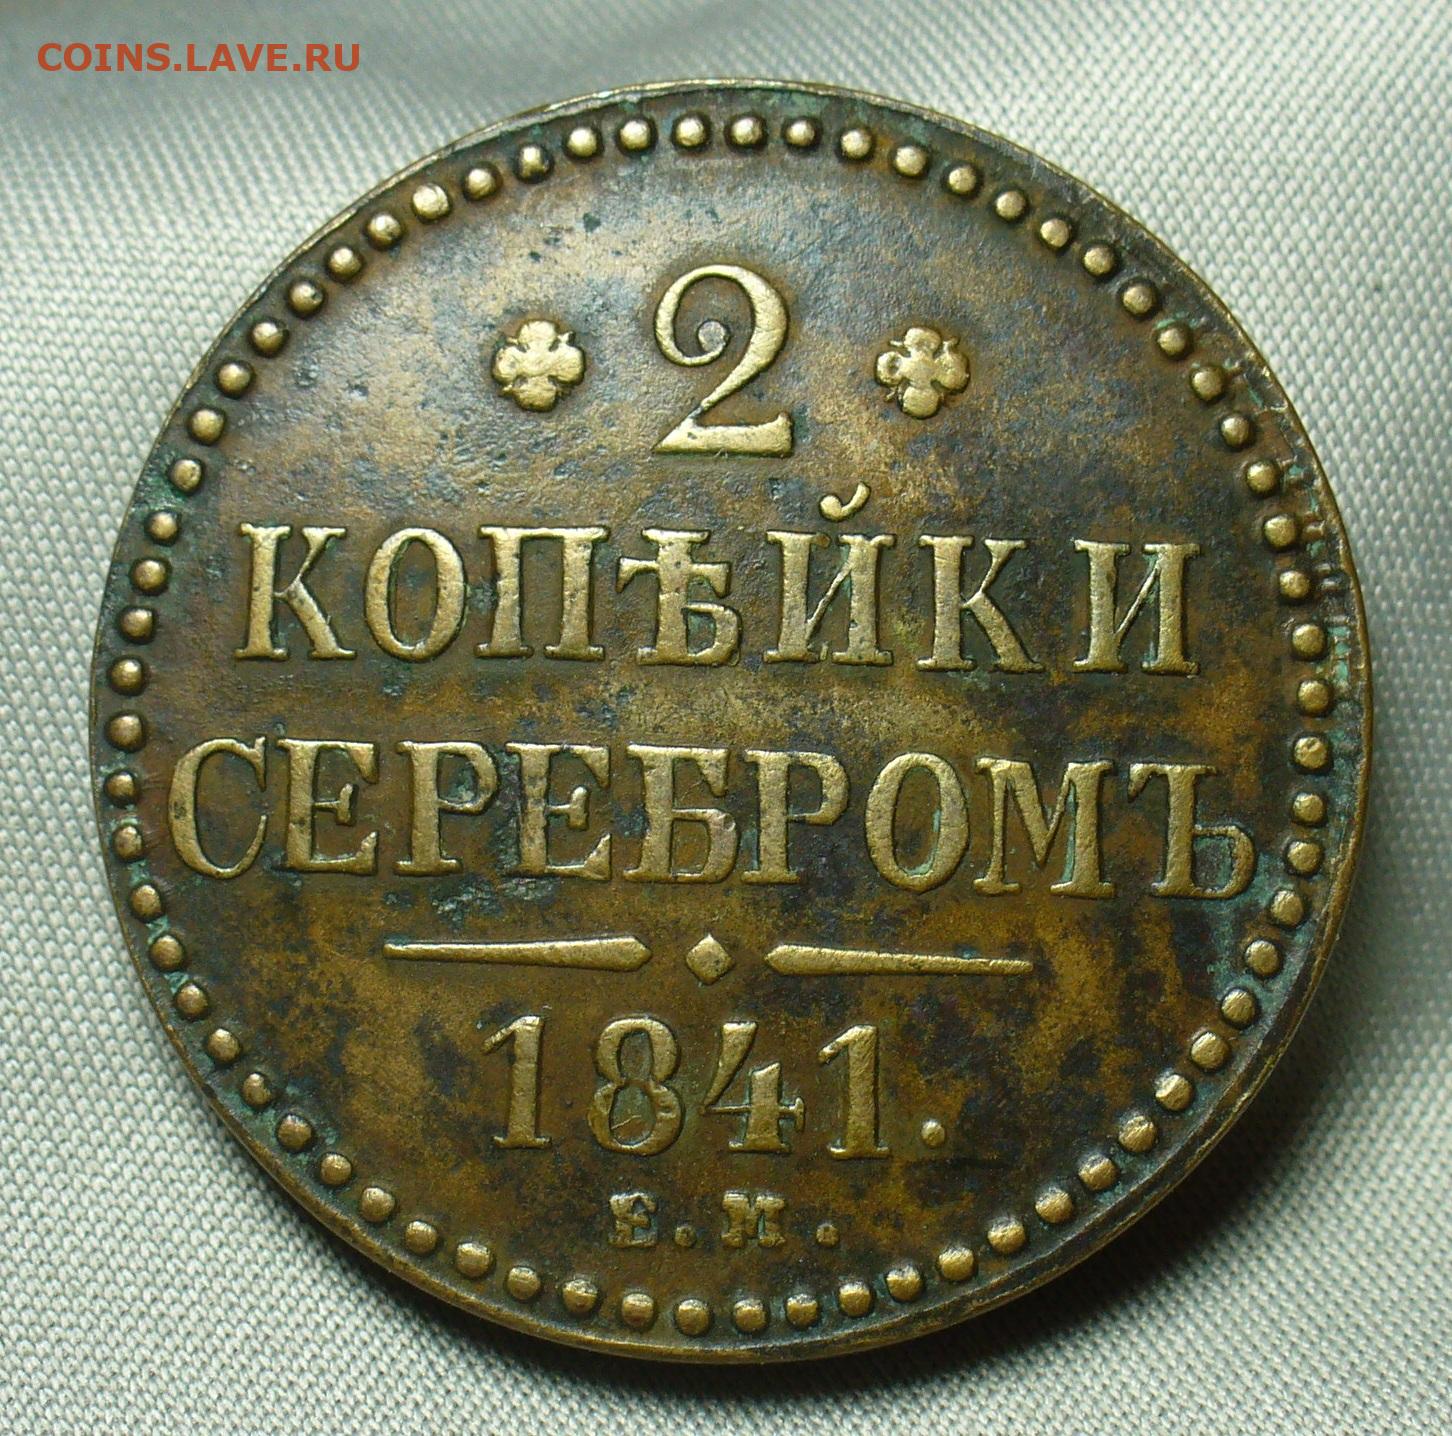 COINS.LAVE.RU
2
КОПѢЙКИ
СЕРЕБРОМЪ
1841.
Е.М.